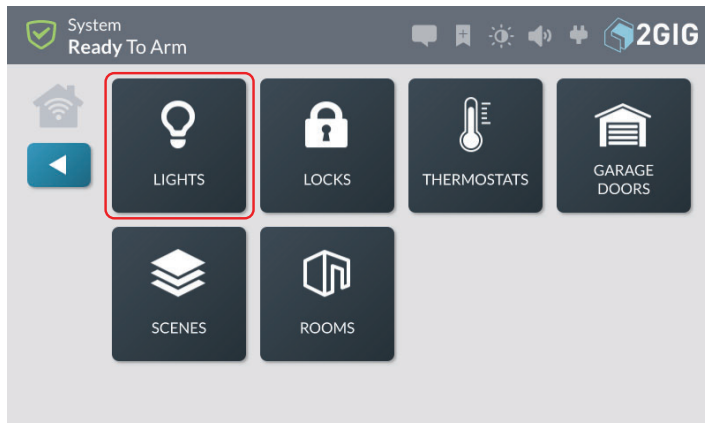 System
Ready To Arm
2GIG
LIGHTS
LOCKS
THERMOSTATS
GARAGE
DOORS
SCENES
ROOMS